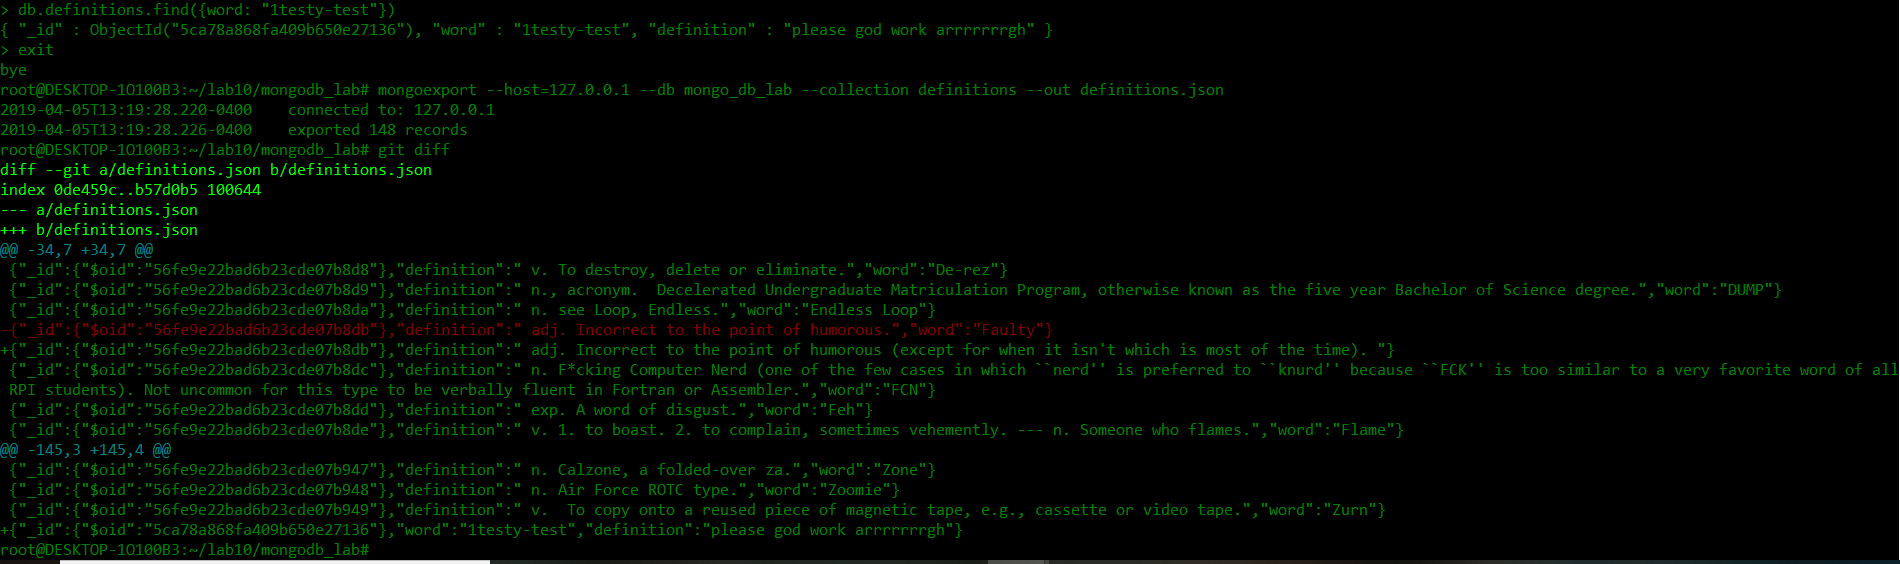 > db.definitions.find({word: "1testy-test"})
{ "_id" : ObjectId("5ca78a868fa409b650e27136"), "word" : "1testy-test", "definition" : "please god work arrrrrrrgh" }
> exit
bye
root@DESKTOP-1O100B3:~/lab10/mongodb_lab# mongoexport --host=127.0.0.1 --db mongo_db_lab --collection definitions --out definitions.json
2019-04-05T13:19:28.220-0400    connected to: 127.0.0.1
2019-04-05T13:19:28.226-0400    exported 148 records
root@DESKTOP-1O100B3:~/lab10/mongodb_lab# git diff
diff --git a/definitions.json b/definitions.json
index 0de459c..b57d0b5 100644
--- a/definitions.json
+++ b/definitions.json
@@ -34,7 +34,7 @@
 {"_id":{"$oid":"56fe9e22bad6b23cde07b8d8"},"definition":" v. To destroy, delete or eliminate.","word":"De-rez"}
 {"_id":{"$oid":"56fe9e22bad6b23cde07b8d9"},"definition":" n., acronym.  Decelerated Undergraduate Matriculation Program, otherwise known as the five year Bachelor of Science degree.","word":"DUMP"}
 {"_id":{"$oid":"56fe9e22bad6b23cde07b8da"},"definition":" n. see Loop, Endless.","word":"Endless Loop"}
-{"_id":{"$oid":"56fe9e22bad6b23cde07b8db"},"definition":" adj. Incorrect to the point of humorous.","word":"Faulty"}
+{"_id":{"$oid":"56fe9e22bad6b23cde07b8db"},"definition":" adj. Incorrect to the point of humorous (except for when it isn't which is most of the time). "}
 {"_id":{"$oid":"56fe9e22bad6b23cde07b8dc"},"definition":" n. F*cking Computer Nerd (one of the few cases in which ``nerd'' is preferred to ``knurd'' because ``FCK'' is too similar to a very favorite word of all
 RPI students). Not uncommon for this type to be verbally fluent in Fortran or Assembler.","word":"FCN"}
 {"_id":{"$oid":"56fe9e22bad6b23cde07b8dd"},"definition":" exp. A word of disgust.","word":"Feh"}
 {"_id":{"$oid":"56fe9e22bad6b23cde07b8de"},"definition":" v. 1. to boast. 2. to complain, sometimes vehemently. --- n. Someone who flames.","word":"Flame"}
@@ -145,3 +145,4 @@
 {"_id":{"$oid":"56fe9e22bad6b23cde07b947"},"definition":" n. Calzone, a folded-over za.","word":"Zone"}
 {"_id":{"$oid":"56fe9e22bad6b23cde07b948"},"definition":" n. Air Force ROTC type.","word":"Zoomie"}
 {"_id":{"$oid":"56fe9e22bad6b23cde07b949"},"definition":" v.  To copy onto a reused piece of magnetic tape, e.g., cassette or video tape.","word":"Zurn"}
+{"_id":{"$oid":"5ca78a868fa409b650e27136"},"word":"1testy-test","definition":"please god work arrrrrrrgh"}
root@DESKTOP-1O100B3:~/lab10/mongodb_lab#